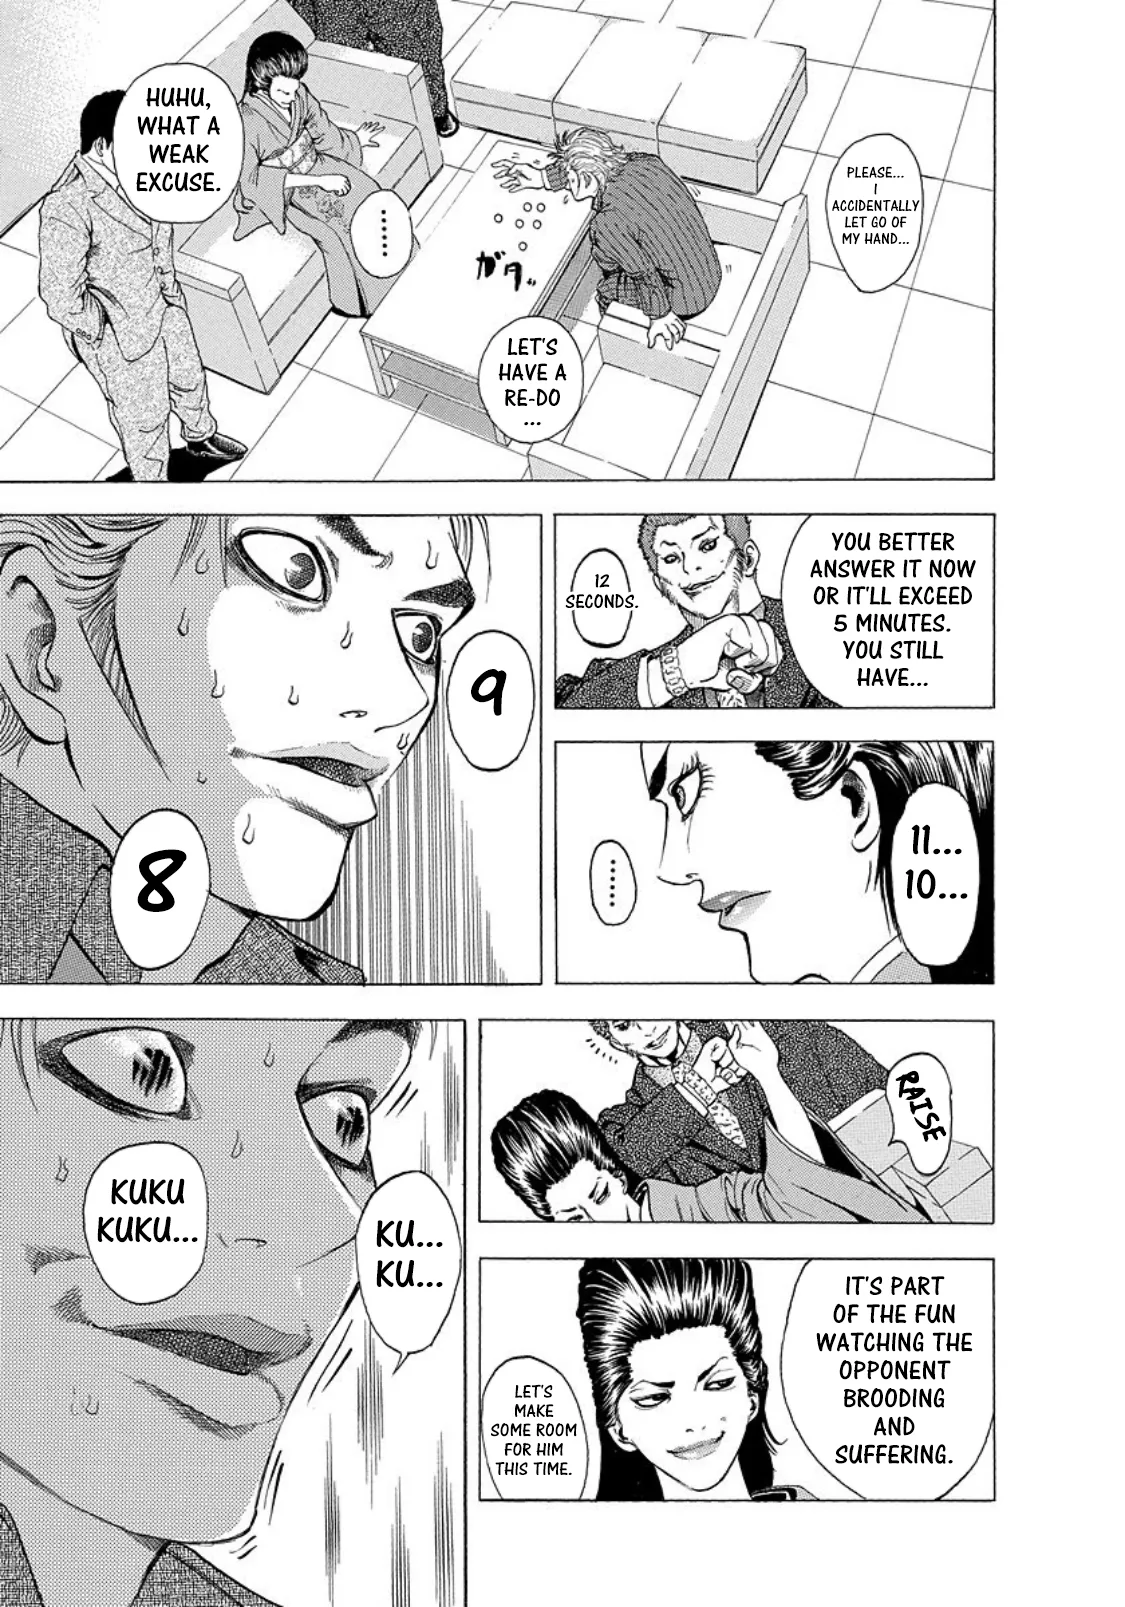 PLEASE...
I
ACCIDENTALLY
LET GO OF
MY HAND...
LET'S
HAVE A
RE-DO
...
ガタッ
......
HUHU,
WHAT A
WEAK
EXCUSE.
YOU BETTER
ANSWER IT NOW
OR IT'LL EXCEED
5 MINUTES.
YOU STILL
HAVE...
12
SECONDS.
11...
10...
.......
9
8
RAISE
IT'S PART
OF THE FUN
WATCHING THE
OPPONENT
BROODING
AND
SUFFERING.
LET'S
MAKE
SOME ROOM
FOR HIM
THIS TIME.
KU...
KU...
KUKU
KUKU...